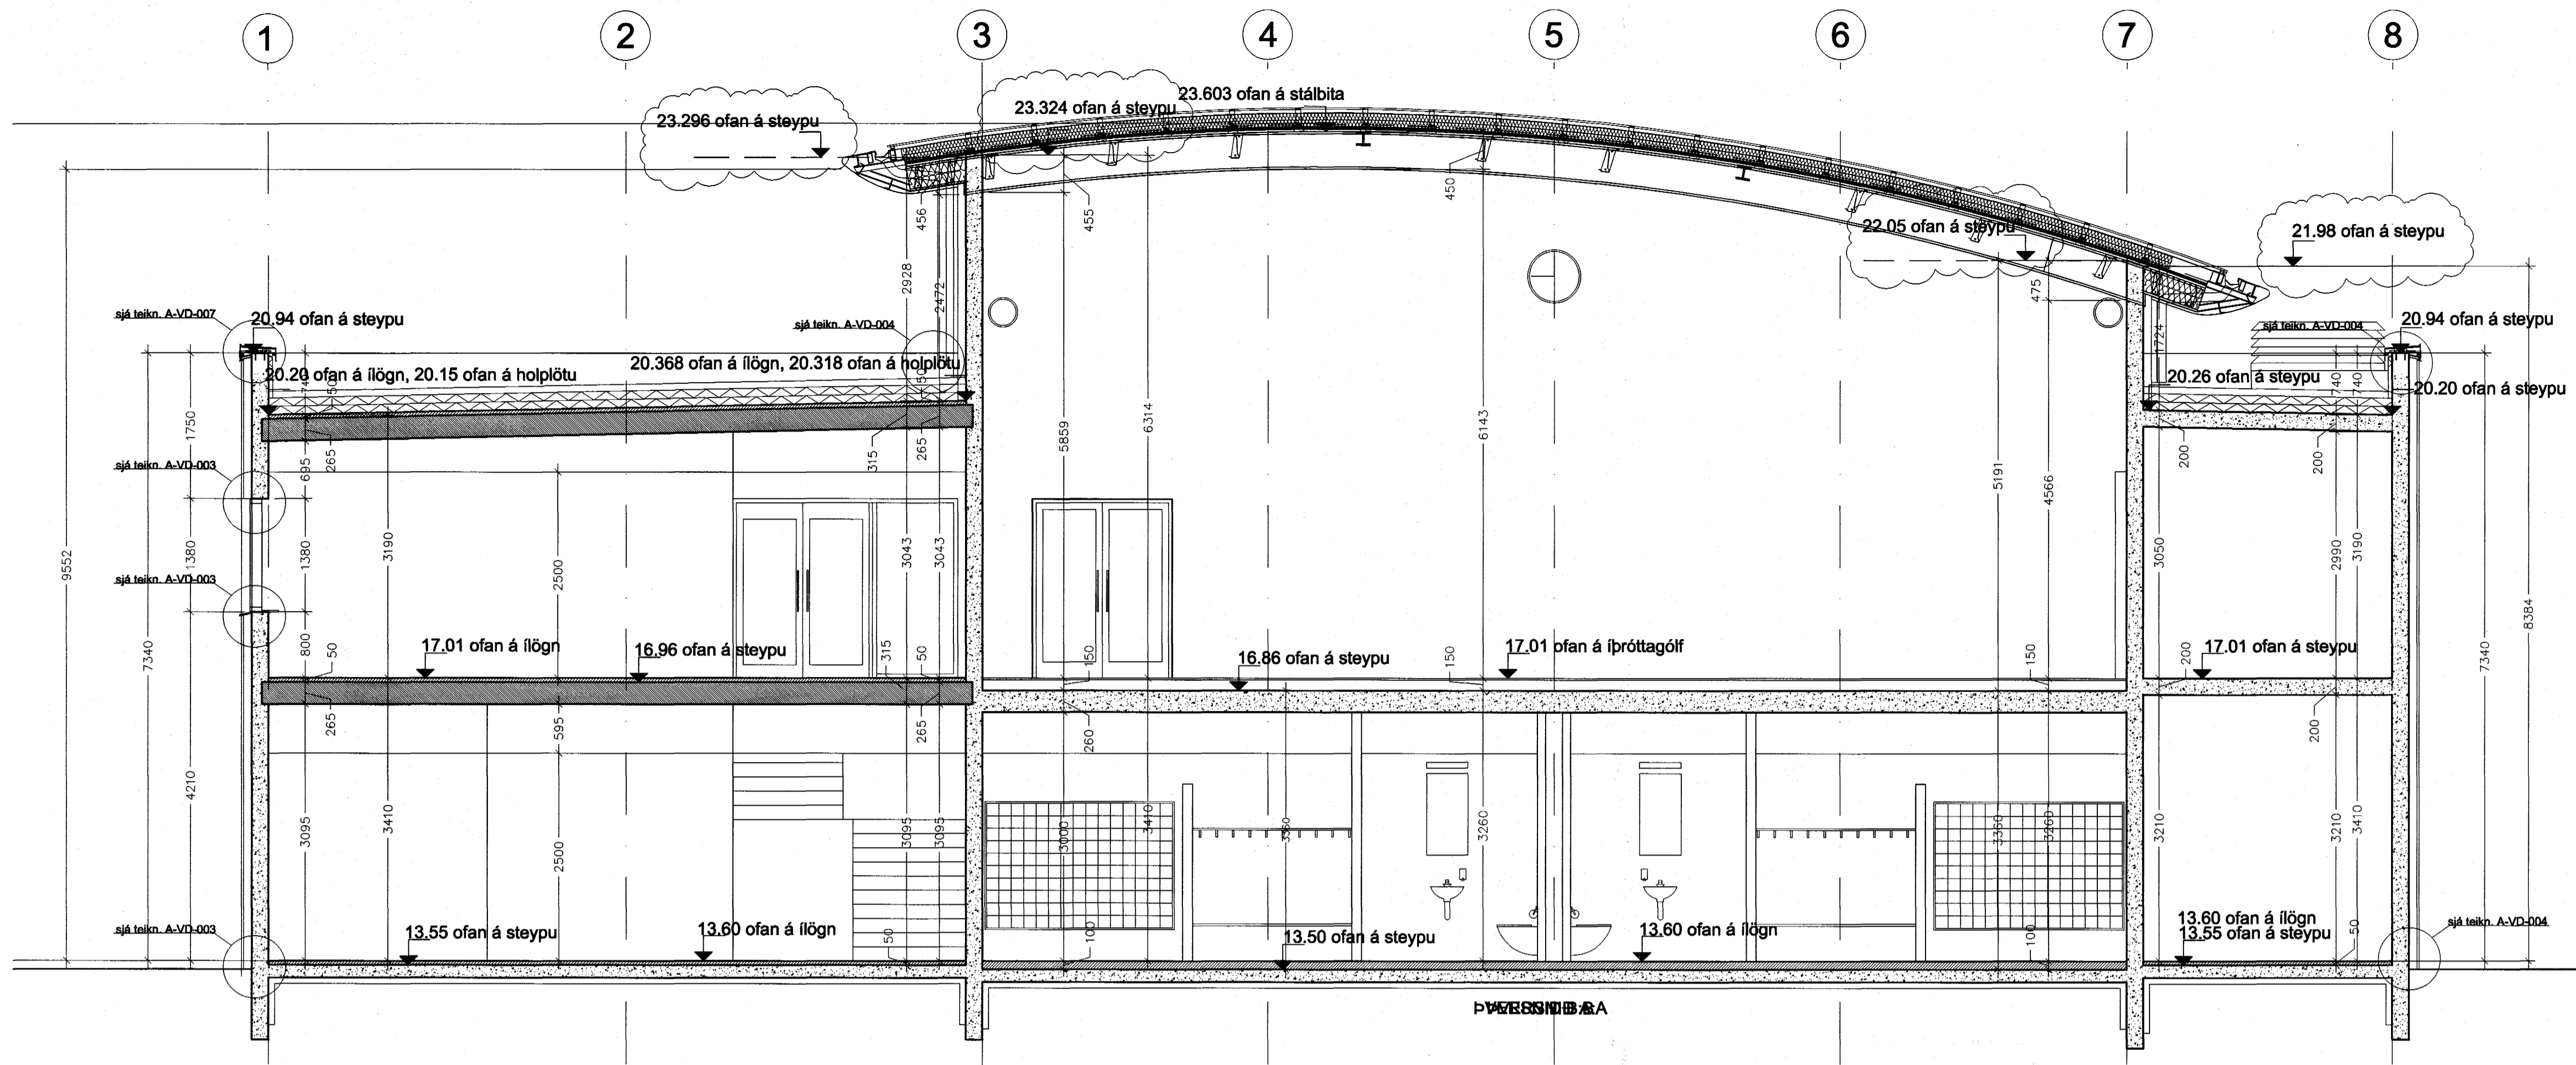 1 2 3 4 5 6 7 8
23.603 ofan á stálbita
23.324 ofan á steypu
23.296 ofan á steypu
22.05 ofan á steypu
21.98 ofan á steypu
456
455
450
475
2928
2472
1724
sjá teikn. A-VD-007
20.94 ofan á steypu
sjá teikn. A-VD-004
sjá teikn. A-VD-004
20.94 ofan á steypu
20.368 ofan á ílögn, 20.318 ofan á holplötu
20.20 ofan á ílögn, 20.15 ofan á holplötu
20.26 ofan á steypu
20.20 ofan á steypu
50
50
740
740
1750
695
265
315
265
5859
6314
6143
5191
4566
200
200
sjá teikn. A-VD-003
9552
7340
1380
1380
3190
2500
3043
3043
3050
2990
3190
8384
7340
sjá teikn. A-VD-003
800
50
17.01 ofan á ílögn
16.96 ofan á steypu
315
50
150
16.86 ofan á steypu
150
17.01 ofan á íþróttagólf
150
200
17.01 ofan á steypu
265
595
265
260
200
4210
3095
3410
2500
3095
3095
3000
3410
3360
3260
3360
3260
3210
3210
3410
sjá teikn. A-VD-003
13.55 ofan á steypu
13.60 ofan á ílögn
50
100
13.50 ofan á steypu
13.60 ofan á ílögn
100
13.60 ofan á ílögn
13.55 ofan á steypu
50
sjá teikn. A-VD-004